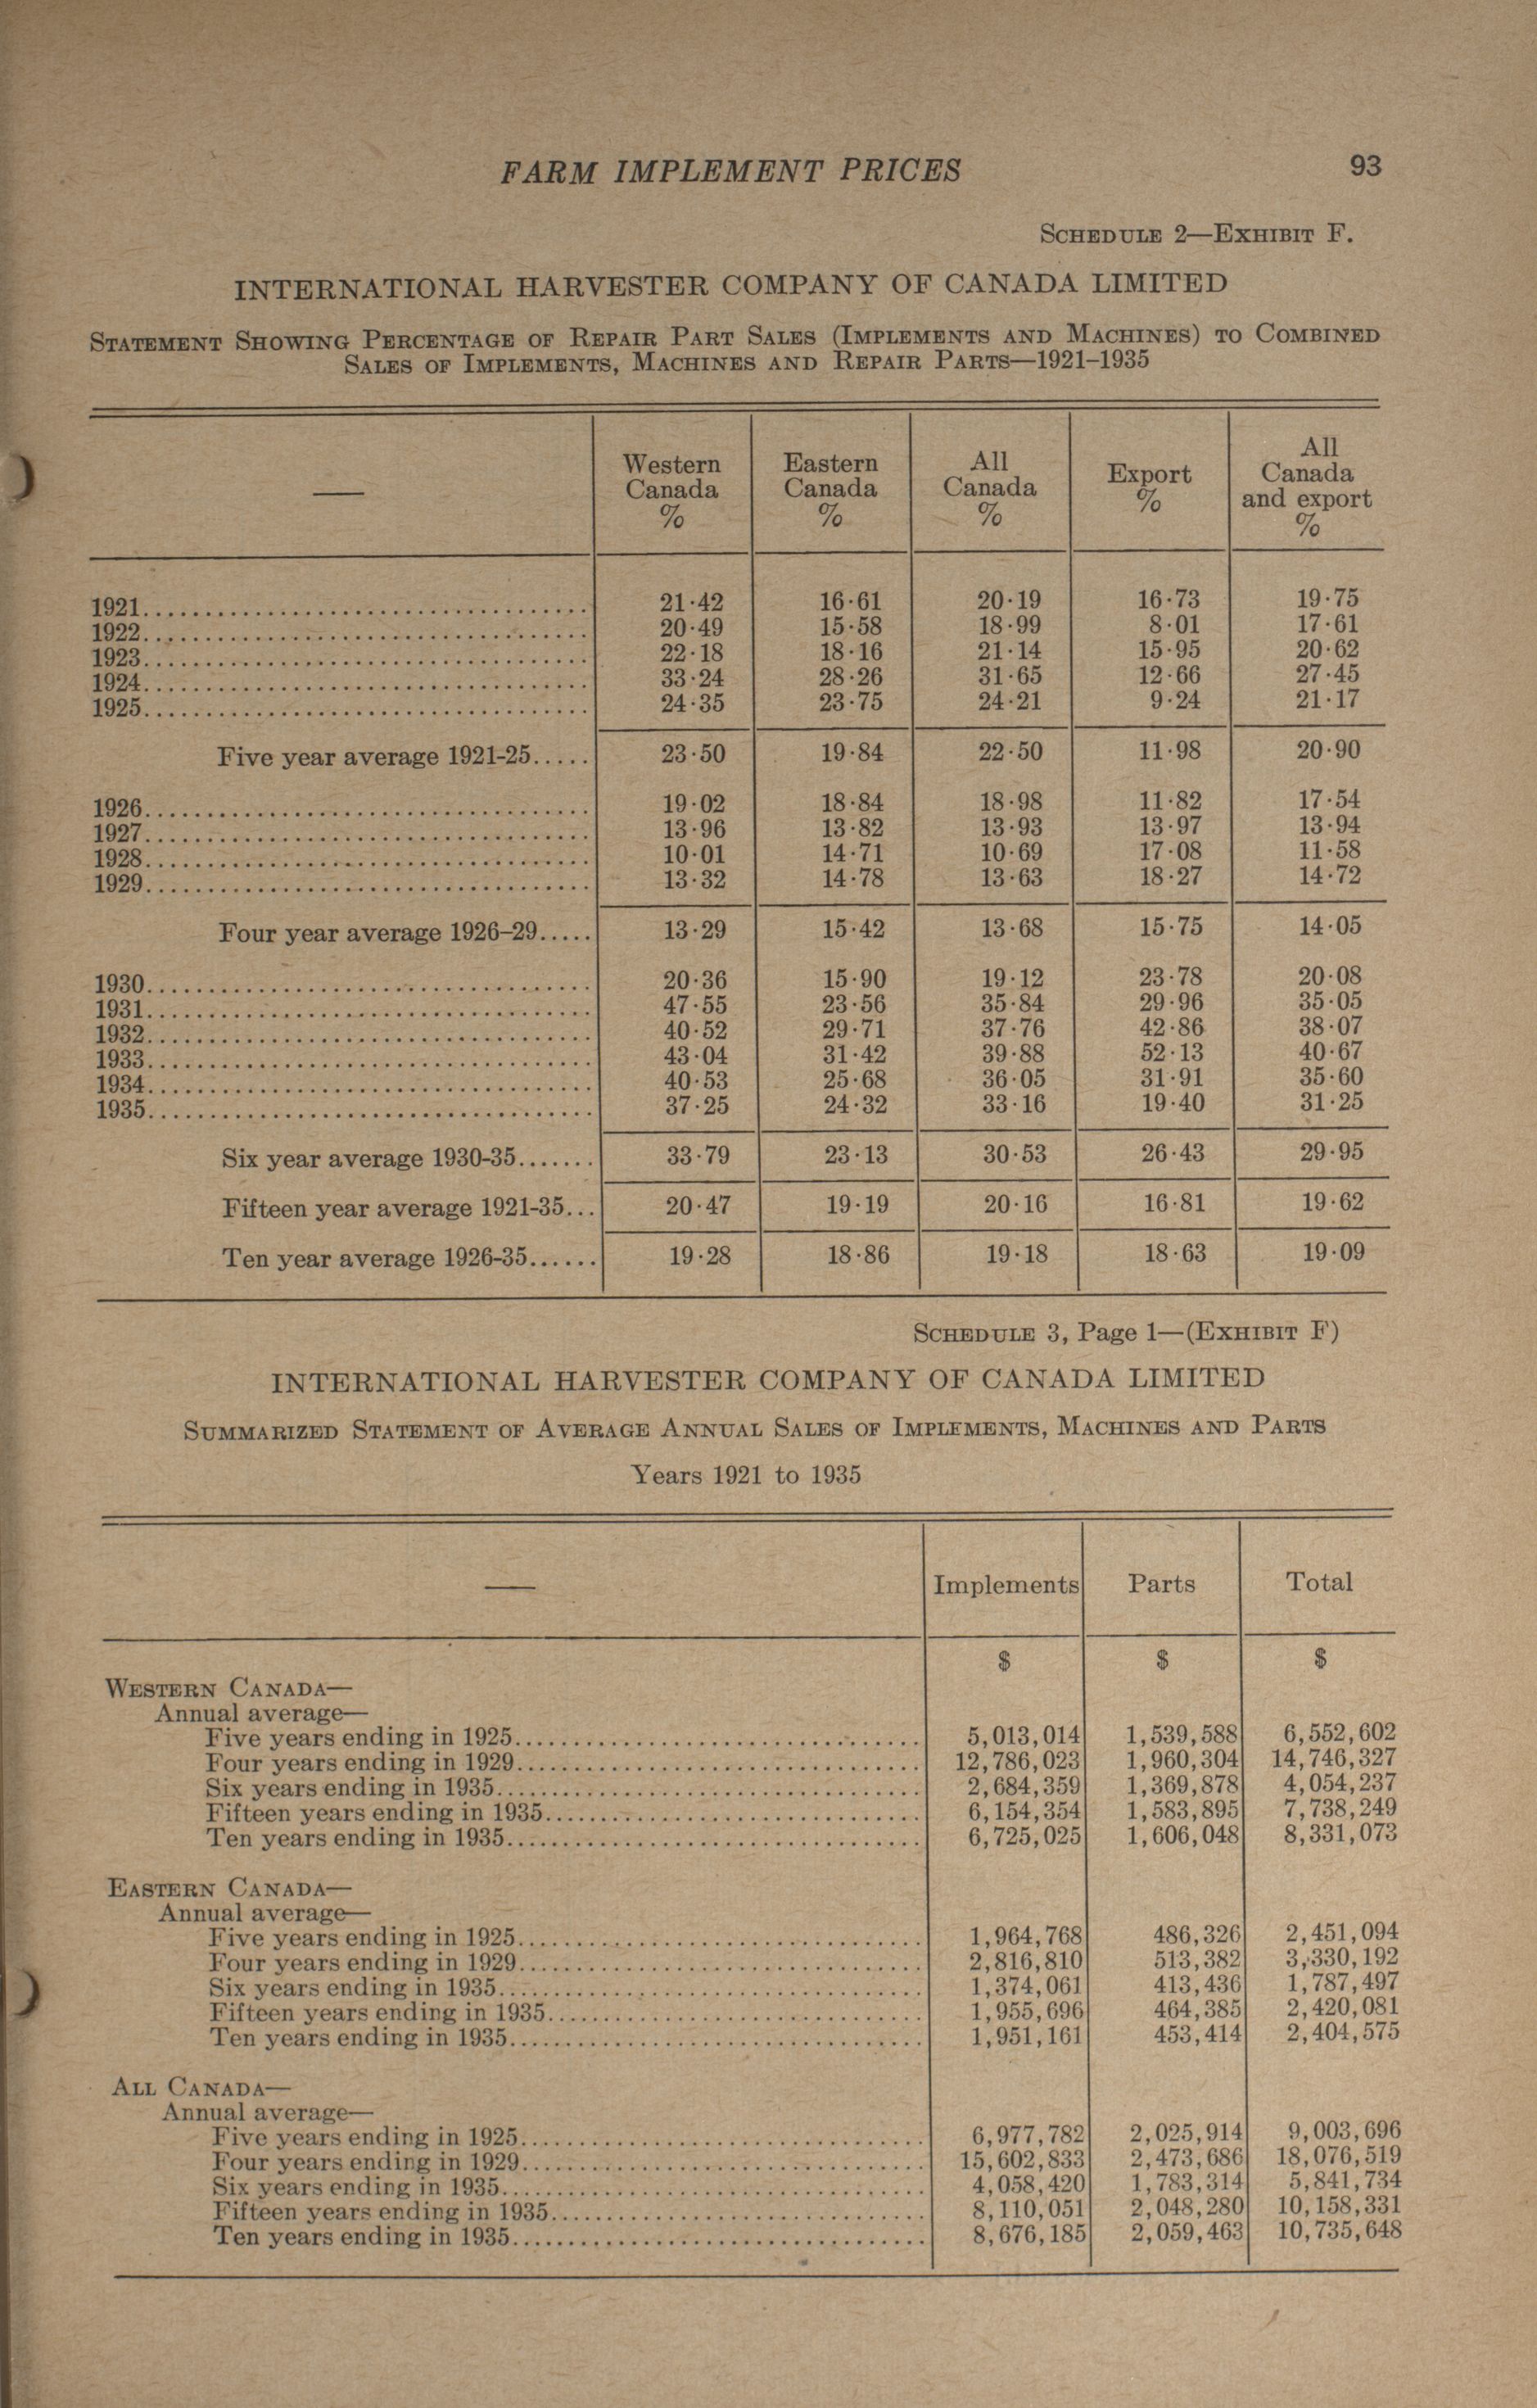 FARM IMPLEMENT PRICES 93
SCHEDULE 2—EXHIBIT F.
INTERNATIONAL HARVESTER COMPANY OF CANADA LIMITED
STATEMENT SHOWING PERCENTAGE OF REPAIR PART SALES (IMPLEMENTS AND MACHINES) TO COMBINED
SALES OF IMPLEMENTS, MACHINES AND REPAIR PARTS—1921–1935
— Western Canada % Eastern Canada % All Canada % Export % All Canada and export %
1921.................................... 21·42 16·61 20·19 16·73 19·75
1922.................................... 20·49 15·58 18·99 8·01 17·61
1923.................................... 22·18 18·16 21·14 15·95 20·62
1924.................................... 33·24 28·26 31·65 12·66 27·45
1925.................................... 24·35 23·75 24·21 9·24 21·17
Five year average 1921-25..... 23·50 19·84 22·50 11·98 20·90
1926.................................... 19·02 18·84 18·98 11·82 17·54
1927.................................... 13·96 13·82 13·93 13·97 13·94
1928.................................... 10·01 14·71 10·69 17·08 11·58
1929.................................... 13·32 14·78 13·63 18·27 14·72
Four year average 1926–29..... 13·29 15·42 13·68 15·75 14·05
1930.................................... 20·36 15·90 19·12 23·78 20·08
1931.................................... 47·55 23·56 35·84 29·96 35·05
1932.................................... 40·52 29·71 37·76 42·86 38·07
1933.................................... 43·04 31·42 39·88 52·13 40·67
1934.................................... 40·53 25·68 36·05 31·91 35·60
1935.................................... 37·25 24·32 33·16 19·40 31·25
Six year average 1930-35....... 33·79 23·13 30·53 26·43 29·95
Fifteen year average 1921-35... 20·47 19·19 20·16 16·81 19·62
Ten year average 1926-35...... 19·28 18·86 19·18 18·63 19·09
SCHEDULE 3, Page 1—(EXHIBIT F)
INTERNATIONAL HARVESTER COMPANY OF CANADA LIMITED
SUMMARIZED STATEMENT OF AVERAGE ANNUAL SALES OF IMPLEMENTS, MACHINES AND PARTS
Years 1921 to 1935
— Implements Parts Total
$ $ $
WESTERN CANADA—
Annual average—
Five years ending in 1925................................. 5,013,014 1,539,588 6,552,602
Four years ending in 1929................................. 12,786,023 1,960,304 14,746,327
Six years ending in 1935.................................. 2,684,359 1,369,878 4,054,237
Fifteen years ending in 1935.............................. 6,154,354 1,583,895 7,738,249
Ten years ending in 1935.................................. 6,725,025 1,606,048 8,331,073
EASTERN CANADA—
Annual average—
Five years ending in 1925................................. 1,964,768 486,326 2,451,094
Four years ending in 1929................................. 2,816,810 513,382 3,330,192
Six years ending in 1935.................................. 1,374,061 413,436 1,787,497
Fifteen years ending in 1935.............................. 1,955,696 464,385 2,420,081
Ten years ending in 1935.................................. 1,951,161 453,414 2,404,575
ALL CANADA—
Annual average—
Five years ending in 1925................................. 6,977,782 2,025,914 9,003,696
Four years ending in 1929................................. 15,602,833 2,473,686 18,076,519
Six years ending in 1935.................................. 4,058,420 1,783,314 5,841,734
Fifteen years ending in 1935.............................. 8,110,051 2,048,280 10,158,331
Ten years ending in 1935.................................. 8,676,185 2,059,463 10,735,648